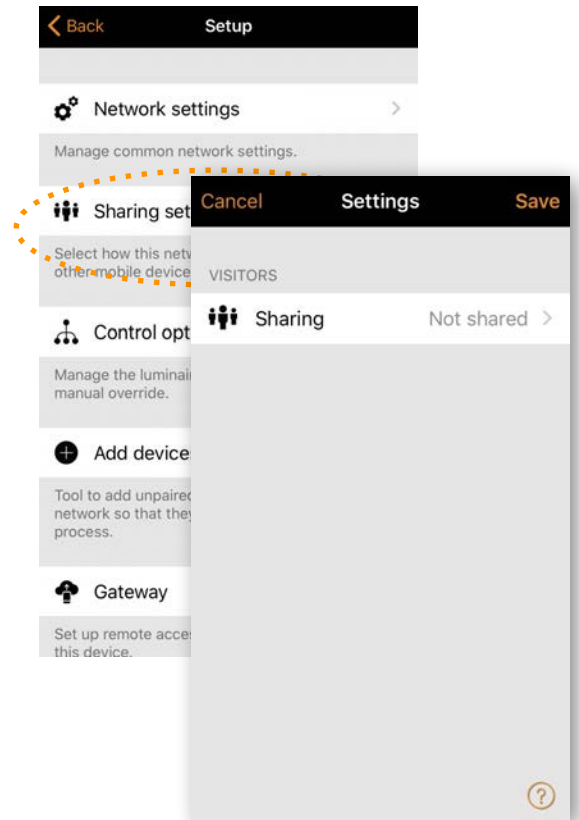 Back Setup
Network settings
Manage common network settings.
Sharing set
Select how this netw
other mobile device
Control opt
Manage the luminai
manual override.
Add device
Tool to add unpaired
network so that they
process.
Gateway
Set up remote acce
this device.
Cancel Settings Save
VISITORS
Sharing Not shared
?